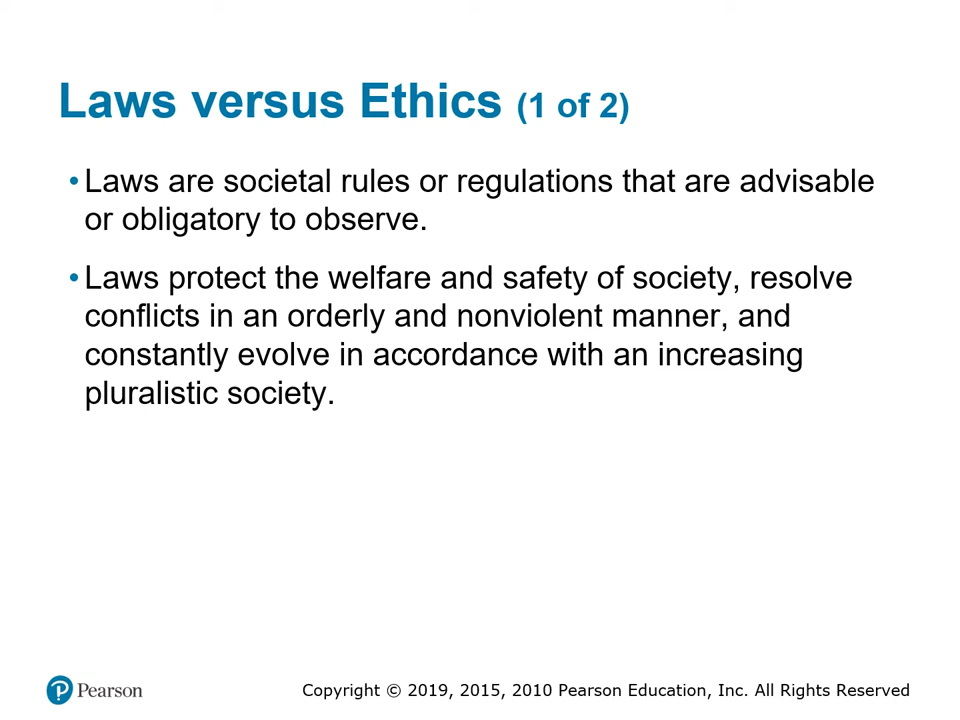 Laws versus Ethics (1 of 2)
• Laws are societal rules or regulations that are advisable
or obligatory to observe.
• Laws protect the welfare and safety of society, resolve
conflicts in an orderly and nonviolent manner, and
constantly evolve in accordance with an increasing
pluralistic society.
P Pearson
Copyright © 2019, 2015, 2010 Pearson Education, Inc. All Rights Reserved